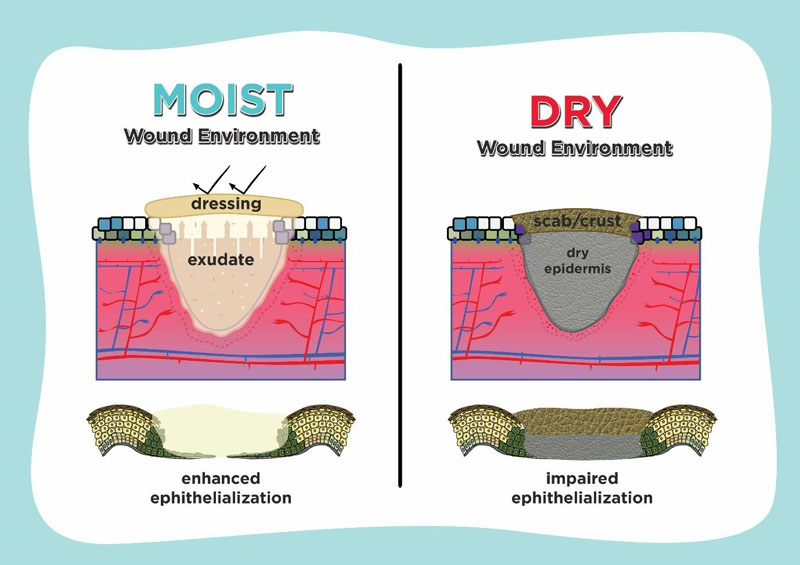 MOIST
Wound Environment
dressing
exudate
enhanced
ephithelialization
DRY
Wound Environment
scab/crust
dry
epidermis
impaired
ephithelialization